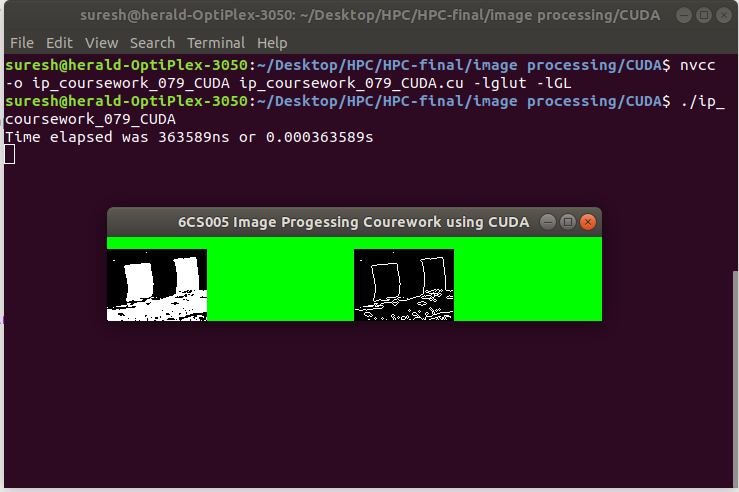 suresh@herald-OptiPlex-3050: ~/Desktop/HPC/HPC-final/image processing/CUDA
File Edit View Search Terminal Help
suresh@herald-OptiPlex-3050:~/Desktop/HPC/HPC-final/image processing/CUDA$ nvcc
-o ip_coursework_079_CUDA ip_coursework_079_CUDA.cu -lglut -lGL
suresh@herald-OptiPlex-3050:~/Desktop/HPC/HPC-final/image processing/CUDA$ ./ip_
coursework_079_CUDA
Time elapsed was 363589ns or 0.000363589s
6CS005 Image Progessing Courework using CUDA